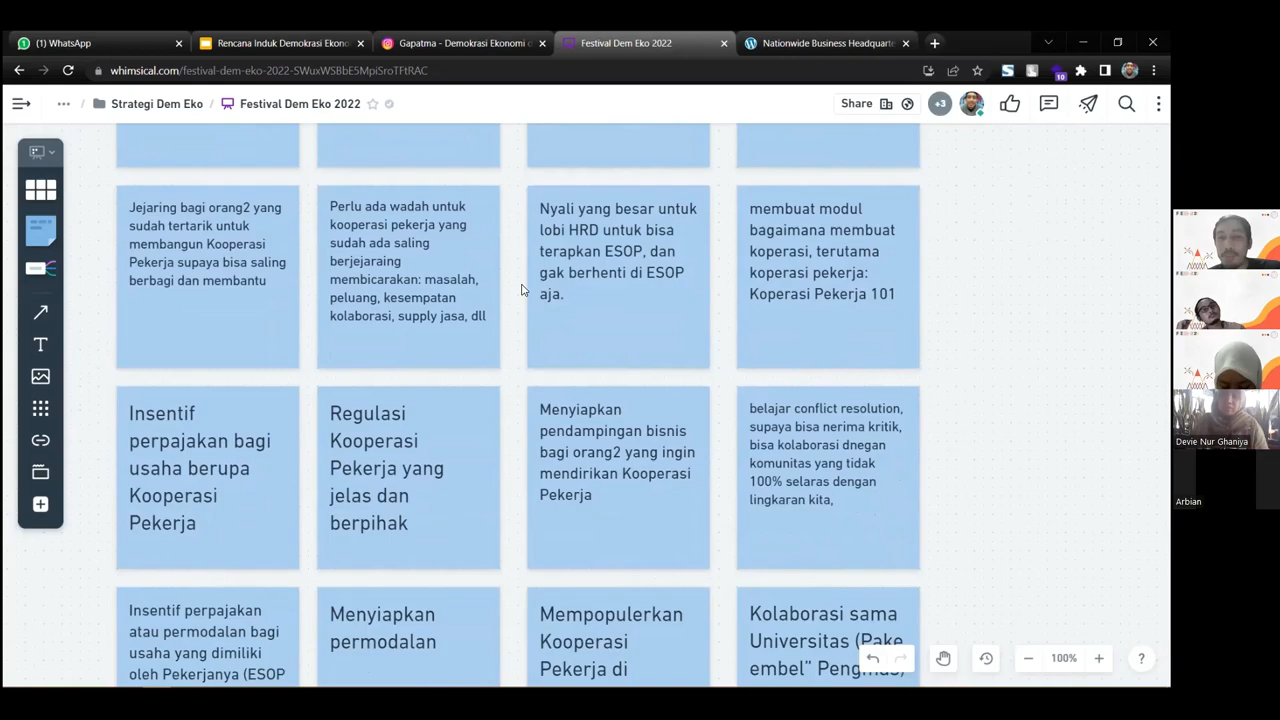 (1) WhatsApp
Rencana Induk Demokrasi Ekono
Gapatma - Demokrasi Ekonomi
Festival Dem Eko 2022
Nationwide Business Headquarte
whimsical.com/festival-dem-eko-2022-SWuxWSBbE5MpiSroTFtRAC
10
Strategi Dem Eko / Festival Dem Eko 2022
Share
+3
Jejaring bagi orang2 yang
sudah tertarik untuk
membangun Kooperasi
Pekerja supaya bisa saling
berbagi dan membantu
Perlu ada wadah untuk
kooperasi pekerja yang
sudah ada saling
berjejaraing
membicarakan: masalah,
peluang, kesempatan
kolaborasi, supply jasa, dll
Nyali yang besar untuk
lobi HRD untuk bisa
terapkan ESOP, dan
gak berhenti di ESOP
aja.
membuat modul
bagaimana membuat
koperasi, terutama
koperasi pekerja:
Koperasi Pekerja 101
Insentif
perpajakan bagi
usaha berupa
Kooperasi
Pekerja
Regulasi
Kooperasi
Pekerja yang
jelas dan
berpihak
Menyiapkan
pendampingan bisnis
bagi orang2 yang ingin
mendirikan Kooperasi
Pekerja
belajar conflict resolution,
supaya bisa nerima kritik,
bisa kolaborasi dnegan
komunitas yang tidak
100% selaras dengan
lingkaran kita,
Insentif perpajakan
atau permodalan bagi
usaha yang dimiliki
oleh Pekerjanya (ESOP
Menyiapkan
permodalan
Mempopulerkan
Kooperasi
Pekerja di
Kolaborasi sama
Universitas (Pake
embel” Pengmas)
100%
?
Devie Nur Ghaniya
Arbian